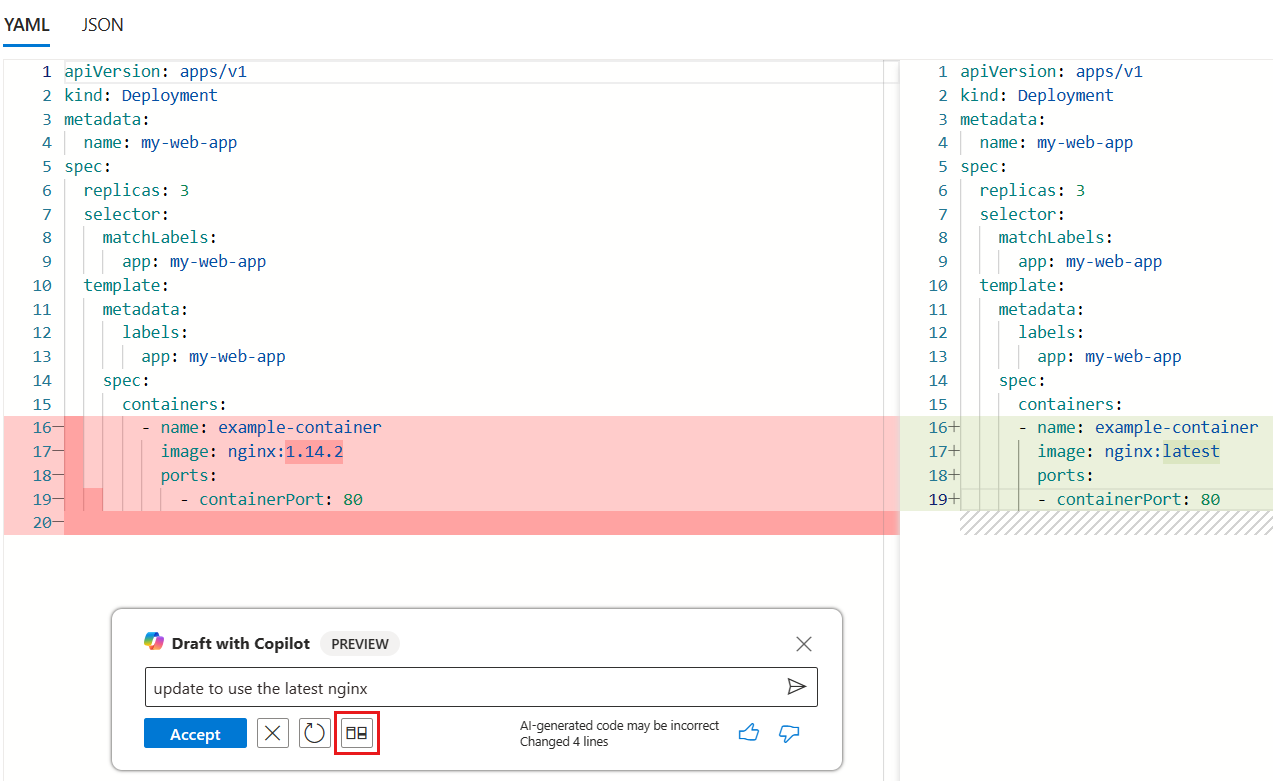 YAML JSON
1 apiVersion: apps/v1
2 kind: Deployment
3 metadata:
4   name: my-web-app
5 spec:
6   replicas: 3
7   selector:
8     matchLabels:
9       app: my-web-app
10   template:
11     metadata:
12       labels:
13         app: my-web-app
14     spec:
15       containers:
16—         - name: example-container
17—           image: nginx:1.14.2
18—           ports:
19—             - containerPort: 80
20—
1 apiVersion: apps/v1
2 kind: Deployment
3 metadata:
4   name: my-web-app
5 spec:
6   replicas: 3
7   selector:
8     matchLabels:
9       app: my-web-app
10   template:
11     metadata:
12       labels:
13         app: my-web-app
14     spec:
15       containers:
16+       - name: example-container
17+         image: nginx:latest
18+         ports:
19+         - containerPort: 80
Draft with Copilot PREVIEW
update to use the latest nginx
Accept
AI-generated code may be incorrect
Changed 4 lines